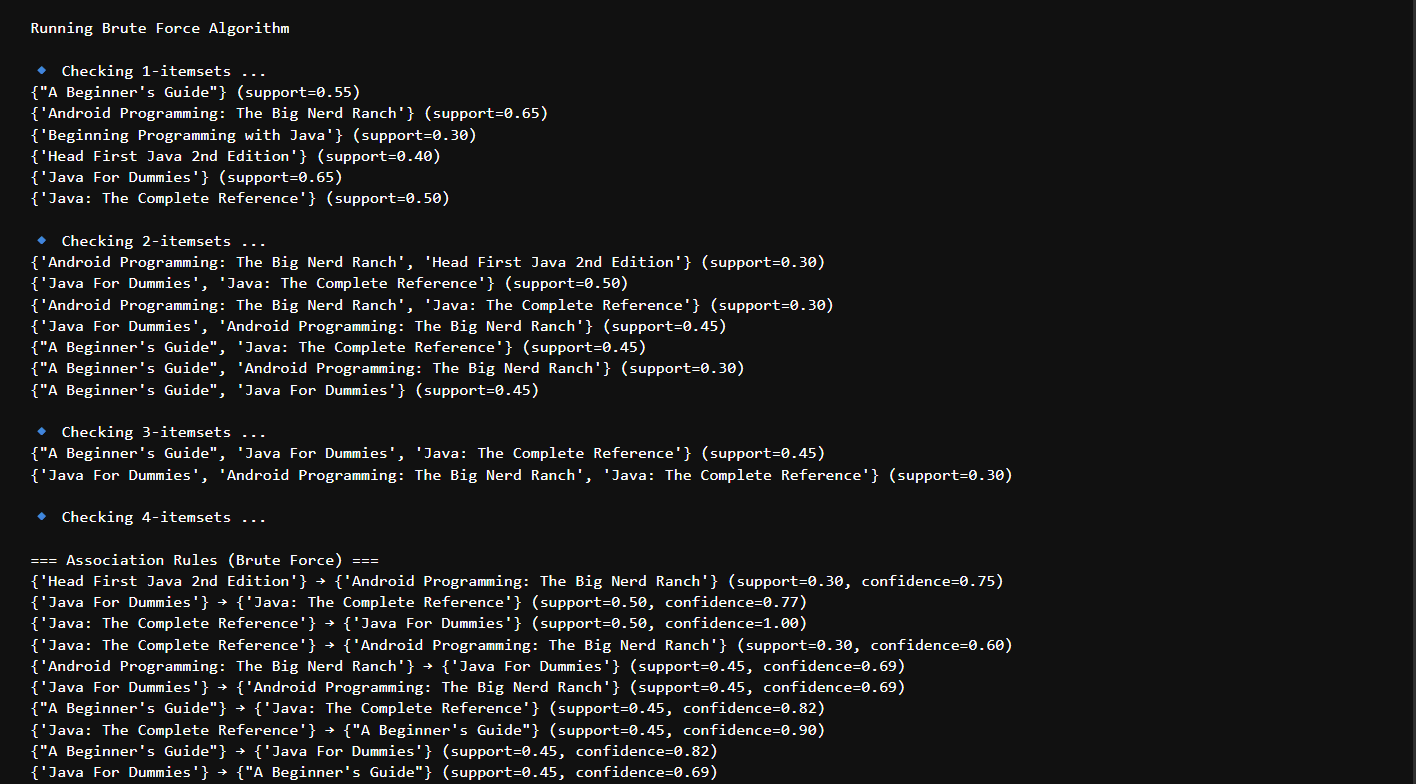 Running Brute Force Algorithm
🔹 Checking 1-itemsets ...
{"A Beginner's Guide"} (support=0.55)
{'Android Programming: The Big Nerd Ranch'} (support=0.65)
{'Beginning Programming with Java'} (support=0.30)
{'Head First Java 2nd Edition'} (support=0.40)
{'Java For Dummies'} (support=0.65)
{'Java: The Complete Reference'} (support=0.50)
🔹 Checking 2-itemsets ...
{'Android Programming: The Big Nerd Ranch', 'Head First Java 2nd Edition'} (support=0.30)
{'Java For Dummies', 'Java: The Complete Reference'} (support=0.50)
{'Android Programming: The Big Nerd Ranch', 'Java: The Complete Reference'} (support=0.30)
{'Java For Dummies', 'Android Programming: The Big Nerd Ranch'} (support=0.45)
{"A Beginner's Guide", 'Java: The Complete Reference'} (support=0.45)
{"A Beginner's Guide", 'Android Programming: The Big Nerd Ranch'} (support=0.30)
{"A Beginner's Guide", 'Java For Dummies'} (support=0.45)
🔹 Checking 3-itemsets ...
{"A Beginner's Guide", 'Java For Dummies', 'Java: The Complete Reference'} (support=0.45)
{'Java For Dummies', 'Android Programming: The Big Nerd Ranch', 'Java: The Complete Reference'} (support=0.30)
🔹 Checking 4-itemsets ...
=== Association Rules (Brute Force) ===
{'Head First Java 2nd Edition'} → {'Android Programming: The Big Nerd Ranch'} (support=0.30, confidence=0.75)
{'Java For Dummies'} → {'Java: The Complete Reference'} (support=0.50, confidence=0.77)
{'Java: The Complete Reference'} → {'Java For Dummies'} (support=0.50, confidence=1.00)
{'Java: The Complete Reference'} → {'Android Programming: The Big Nerd Ranch'} (support=0.30, confidence=0.60)
{'Android Programming: The Big Nerd Ranch'} → {'Java For Dummies'} (support=0.45, confidence=0.69)
{'Java For Dummies'} → {'Android Programming: The Big Nerd Ranch'} (support=0.45, confidence=0.69)
{"A Beginner's Guide"} → {'Java: The Complete Reference'} (support=0.45, confidence=0.82)
{'Java: The Complete Reference'} → {"A Beginner's Guide"} (support=0.45, confidence=0.90)
{"A Beginner's Guide"} → {'Java For Dummies'} (support=0.45, confidence=0.82)
{'Java For Dummies'} → {"A Beginner's Guide"} (support=0.45, confidence=0.69)